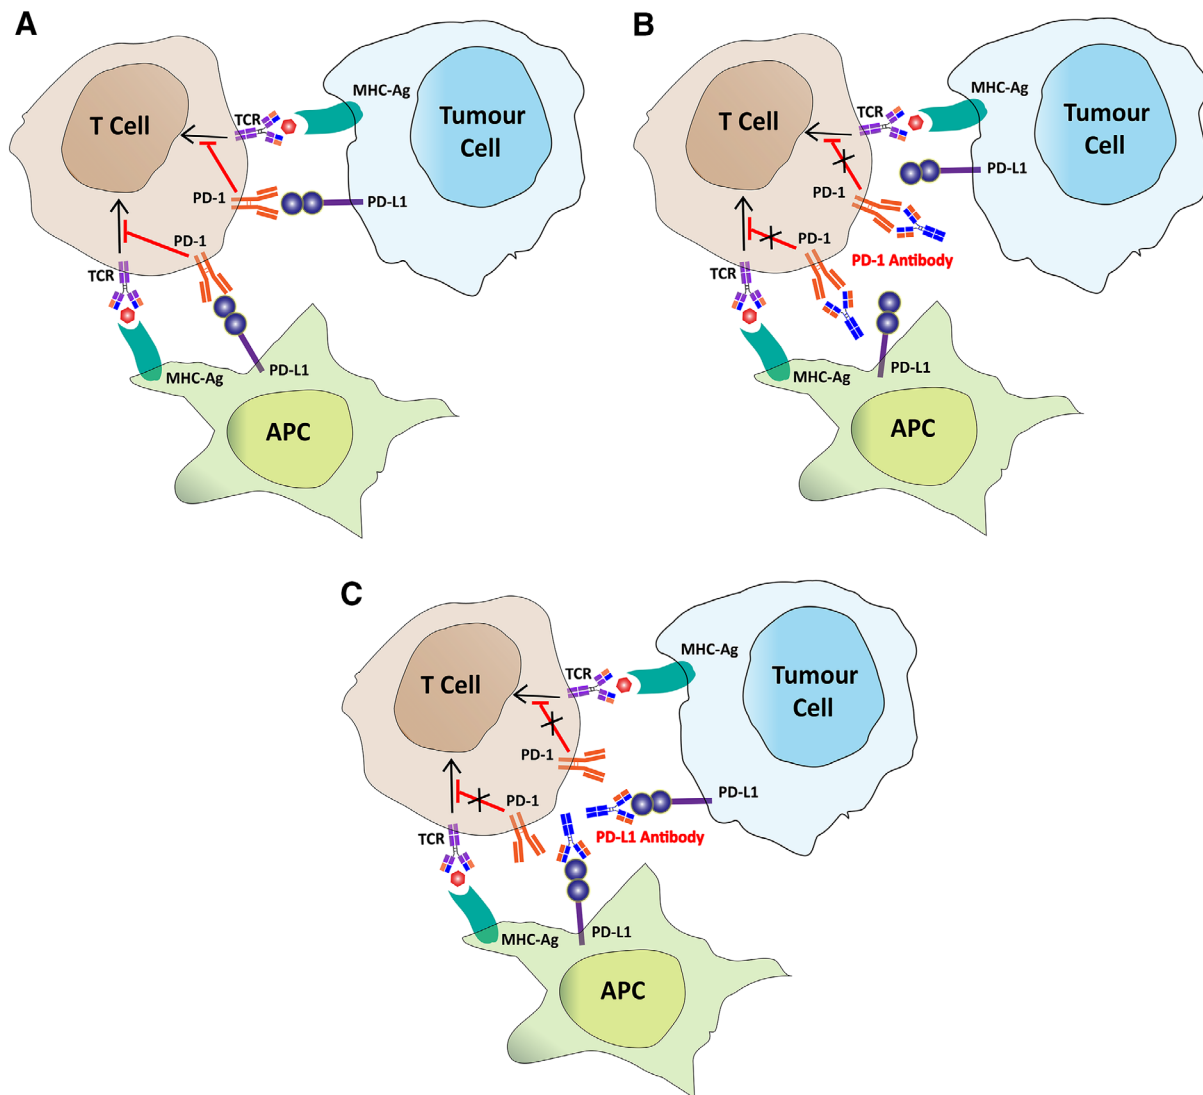 A
T Cell
TCR
MHC-Ag
Tumour
Cell
PD-1
PD-L1
PD-1
TCR
MHC-Ag
PD-L1
APC
B
T Cell
TCR
MHC-Ag
Tumour
Cell
PD-L1
PD-1
PD-1
PD-1 Antibody
TCR
MHC-Ag
PD-L1
APC
C
T Cell
TCR
MHC-Ag
Tumour
Cell
PD-1
PD-L1
PD-1
PD-L1 Antibody
TCR
MHC-Ag
PD-L1
APC